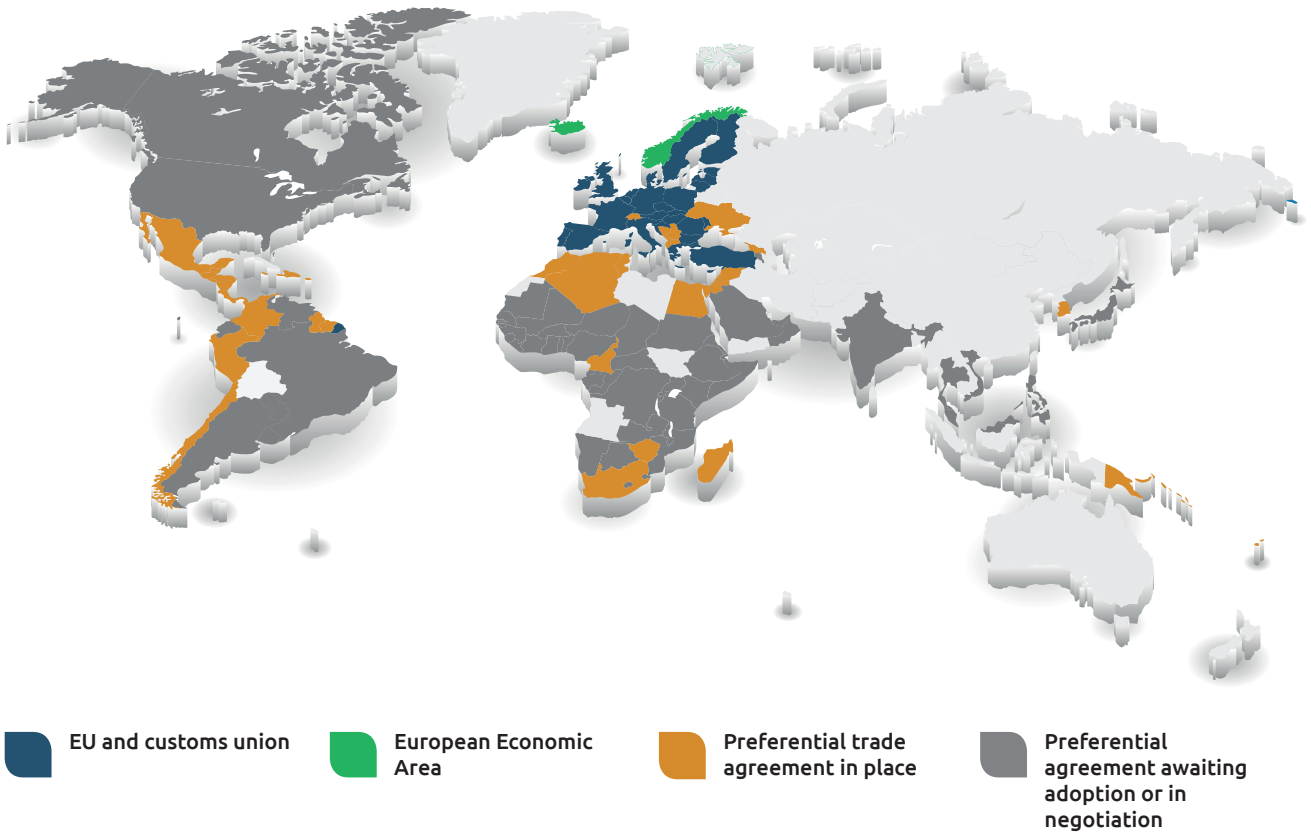 EU and customs union
European Economic
Area
Preferential trade
agreement in place
Preferential
agreement awaiting
adoption or in
negotiation